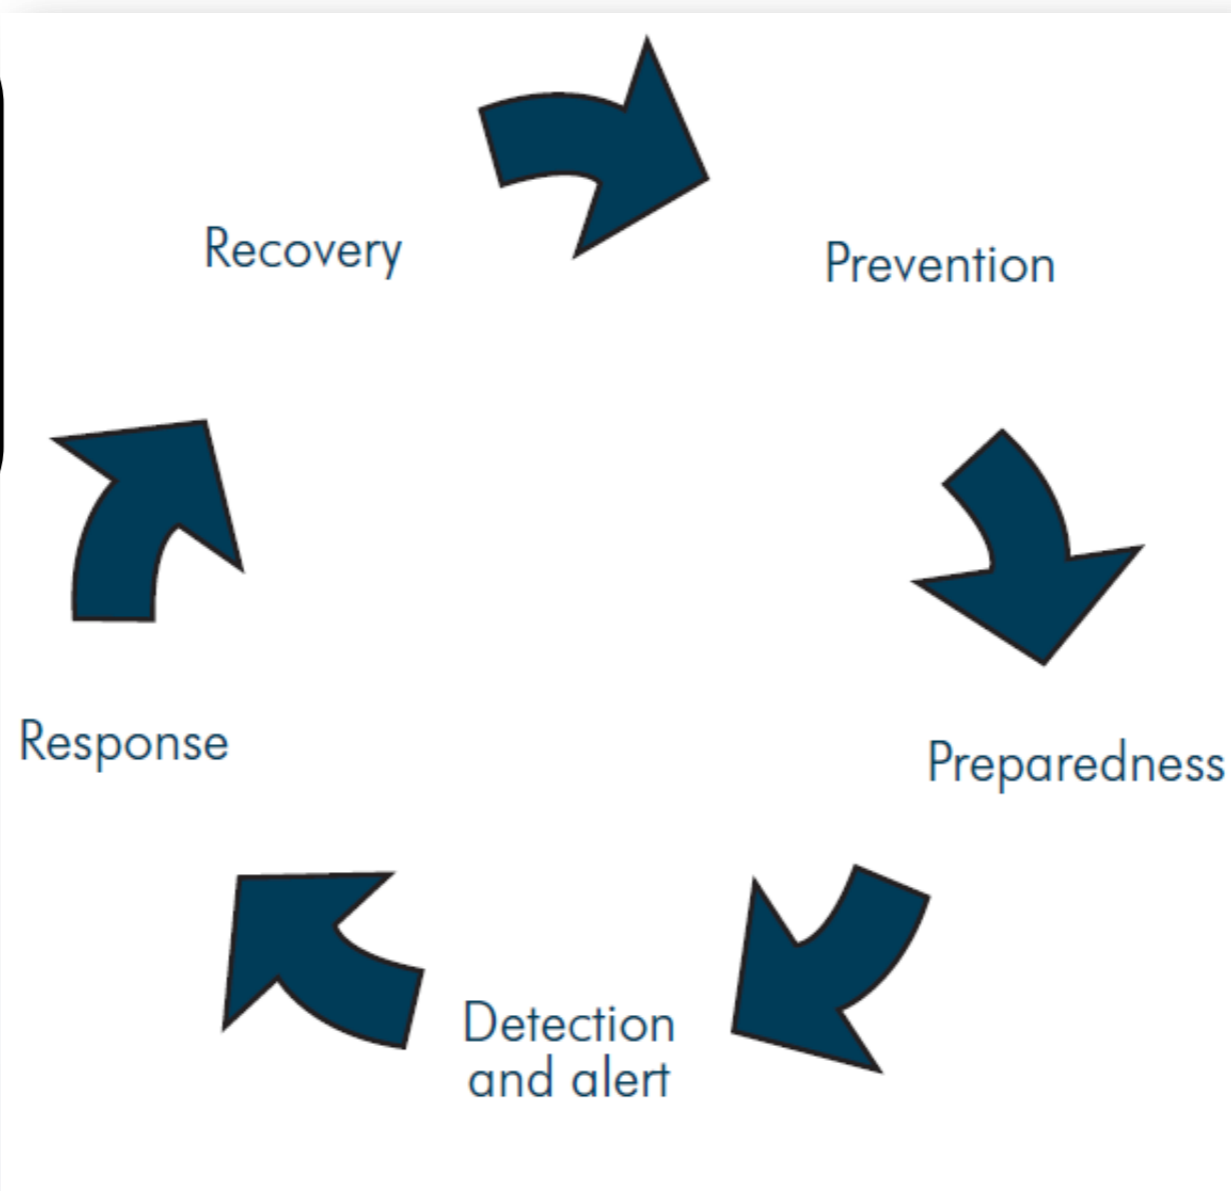 Recovery
Prevention
Response
Preparedness
Detection
and alert